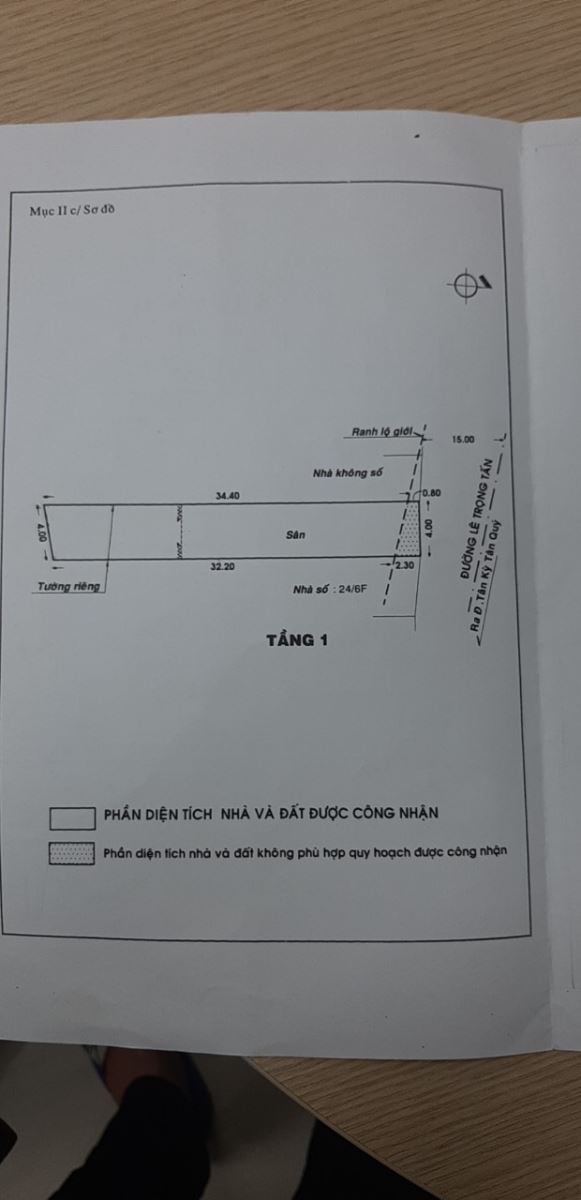 Mục II c/ Sơ đồ
Ranh lộ giới
15.00
Nhà không số
34.40
0.80
4.00
Sân
4.00
ĐƯỜNG LÊ TRỌNG TẤN
Ra Đ.Tân Kỳ Tân Quý
32.20
2.30
Tường riêng
Nhà số : 24/6F
TẦNG 1
PHẦN DIỆN TÍCH NHÀ VÀ ĐẤT ĐƯỢC CÔNG NHẬN
Phần diện tích nhà và đất không phù hợp quy hoạch được công nhận